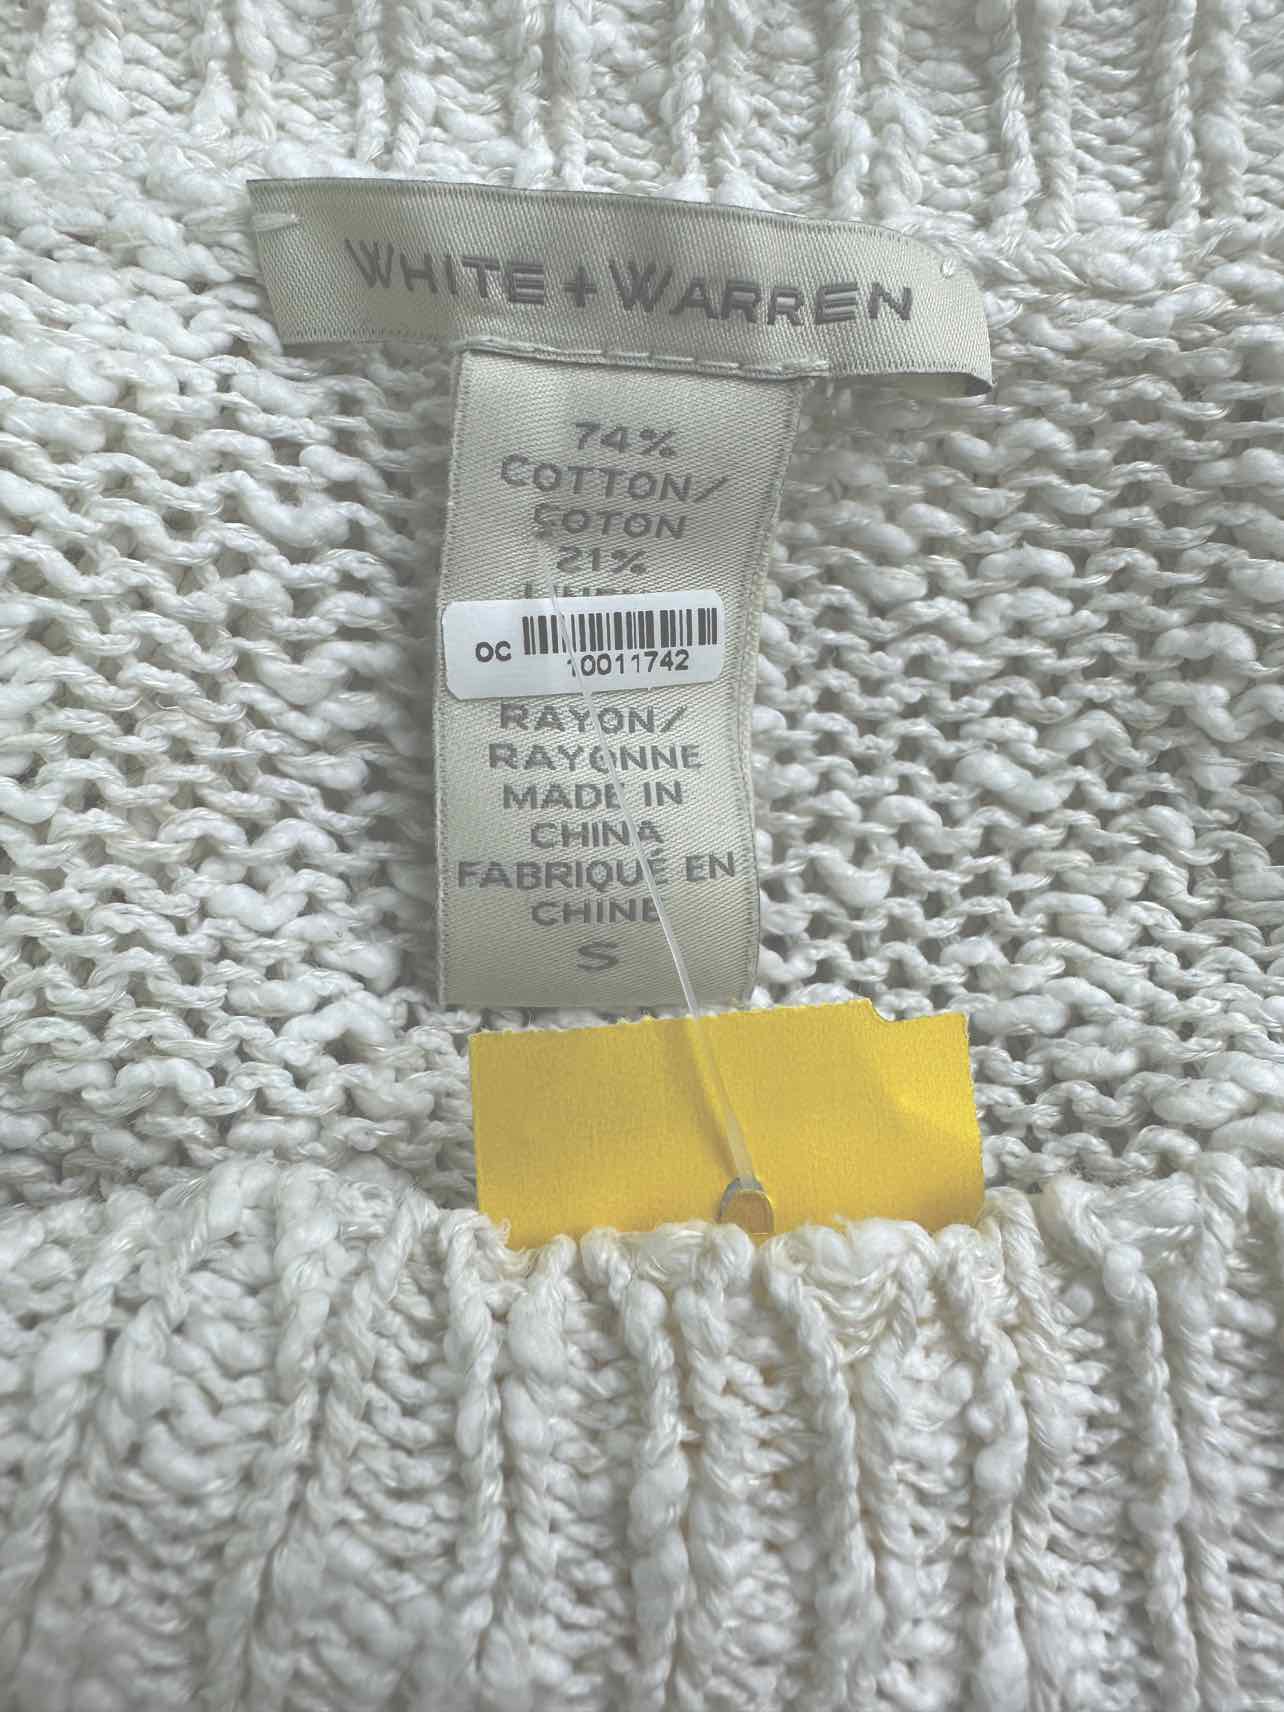 WHITE + WARREN
74%
COTTON/
COTON
21%
OC
10011742
RAYON/
RAYONNE
MADE IN
CHINA
FABRIQUÉ EN
CHINE
S